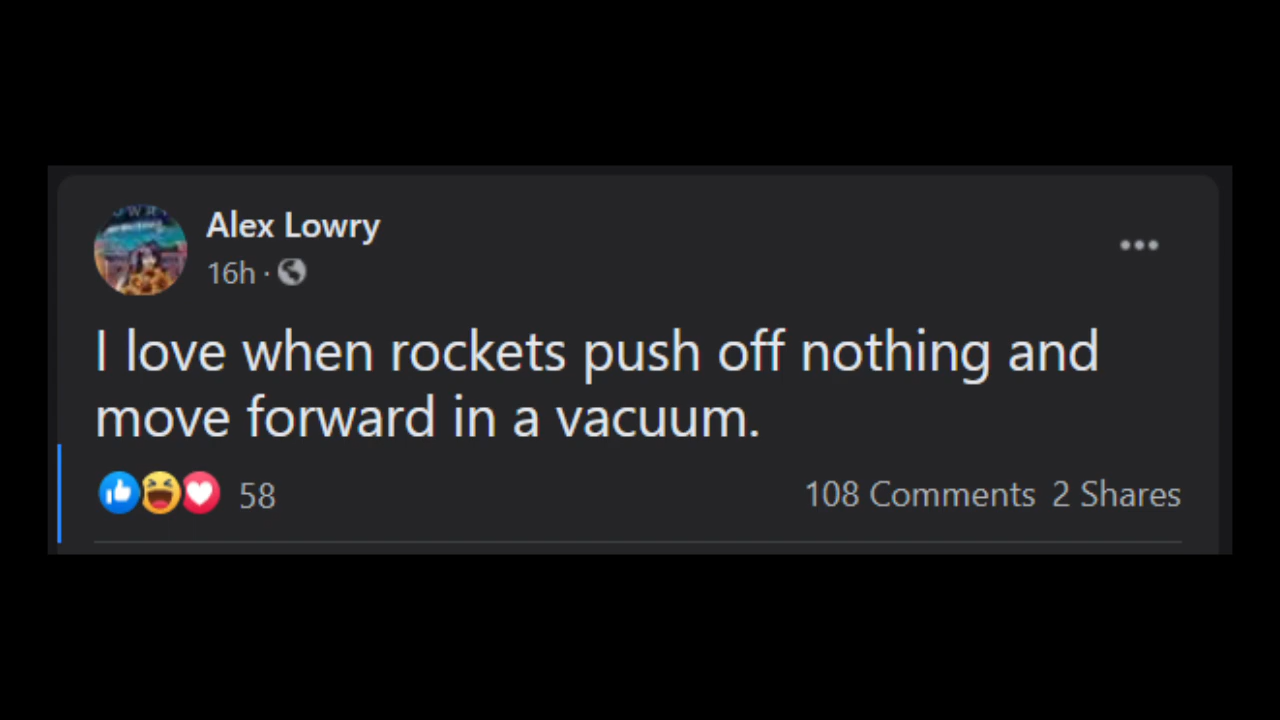 Alex Lowry
16h ·
I love when rockets push off nothing and
move forward in a vacuum.
58
108 Comments 2 Shares